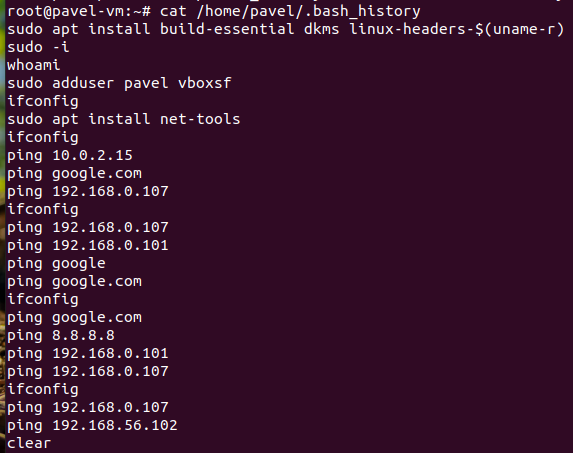 root@pavel-vm:~# cat /home/pavel/.bash_history
sudo apt install build-essential dkms linux-headers-$(uname-r)
sudo -i
whoami
sudo adduser pavel vboxsf
ifconfig
sudo apt install net-tools
ifconfig
ping 10.0.2.15
ping google.com
ping 192.168.0.107
ifconfig
ping 192.168.0.107
ping 192.168.0.101
ping google
ping google.com
ifconfig
ping google.com
ping 8.8.8.8
ping 192.168.0.101
ping 192.168.0.107
ifconfig
ping 192.168.0.107
ping 192.168.56.102
clear